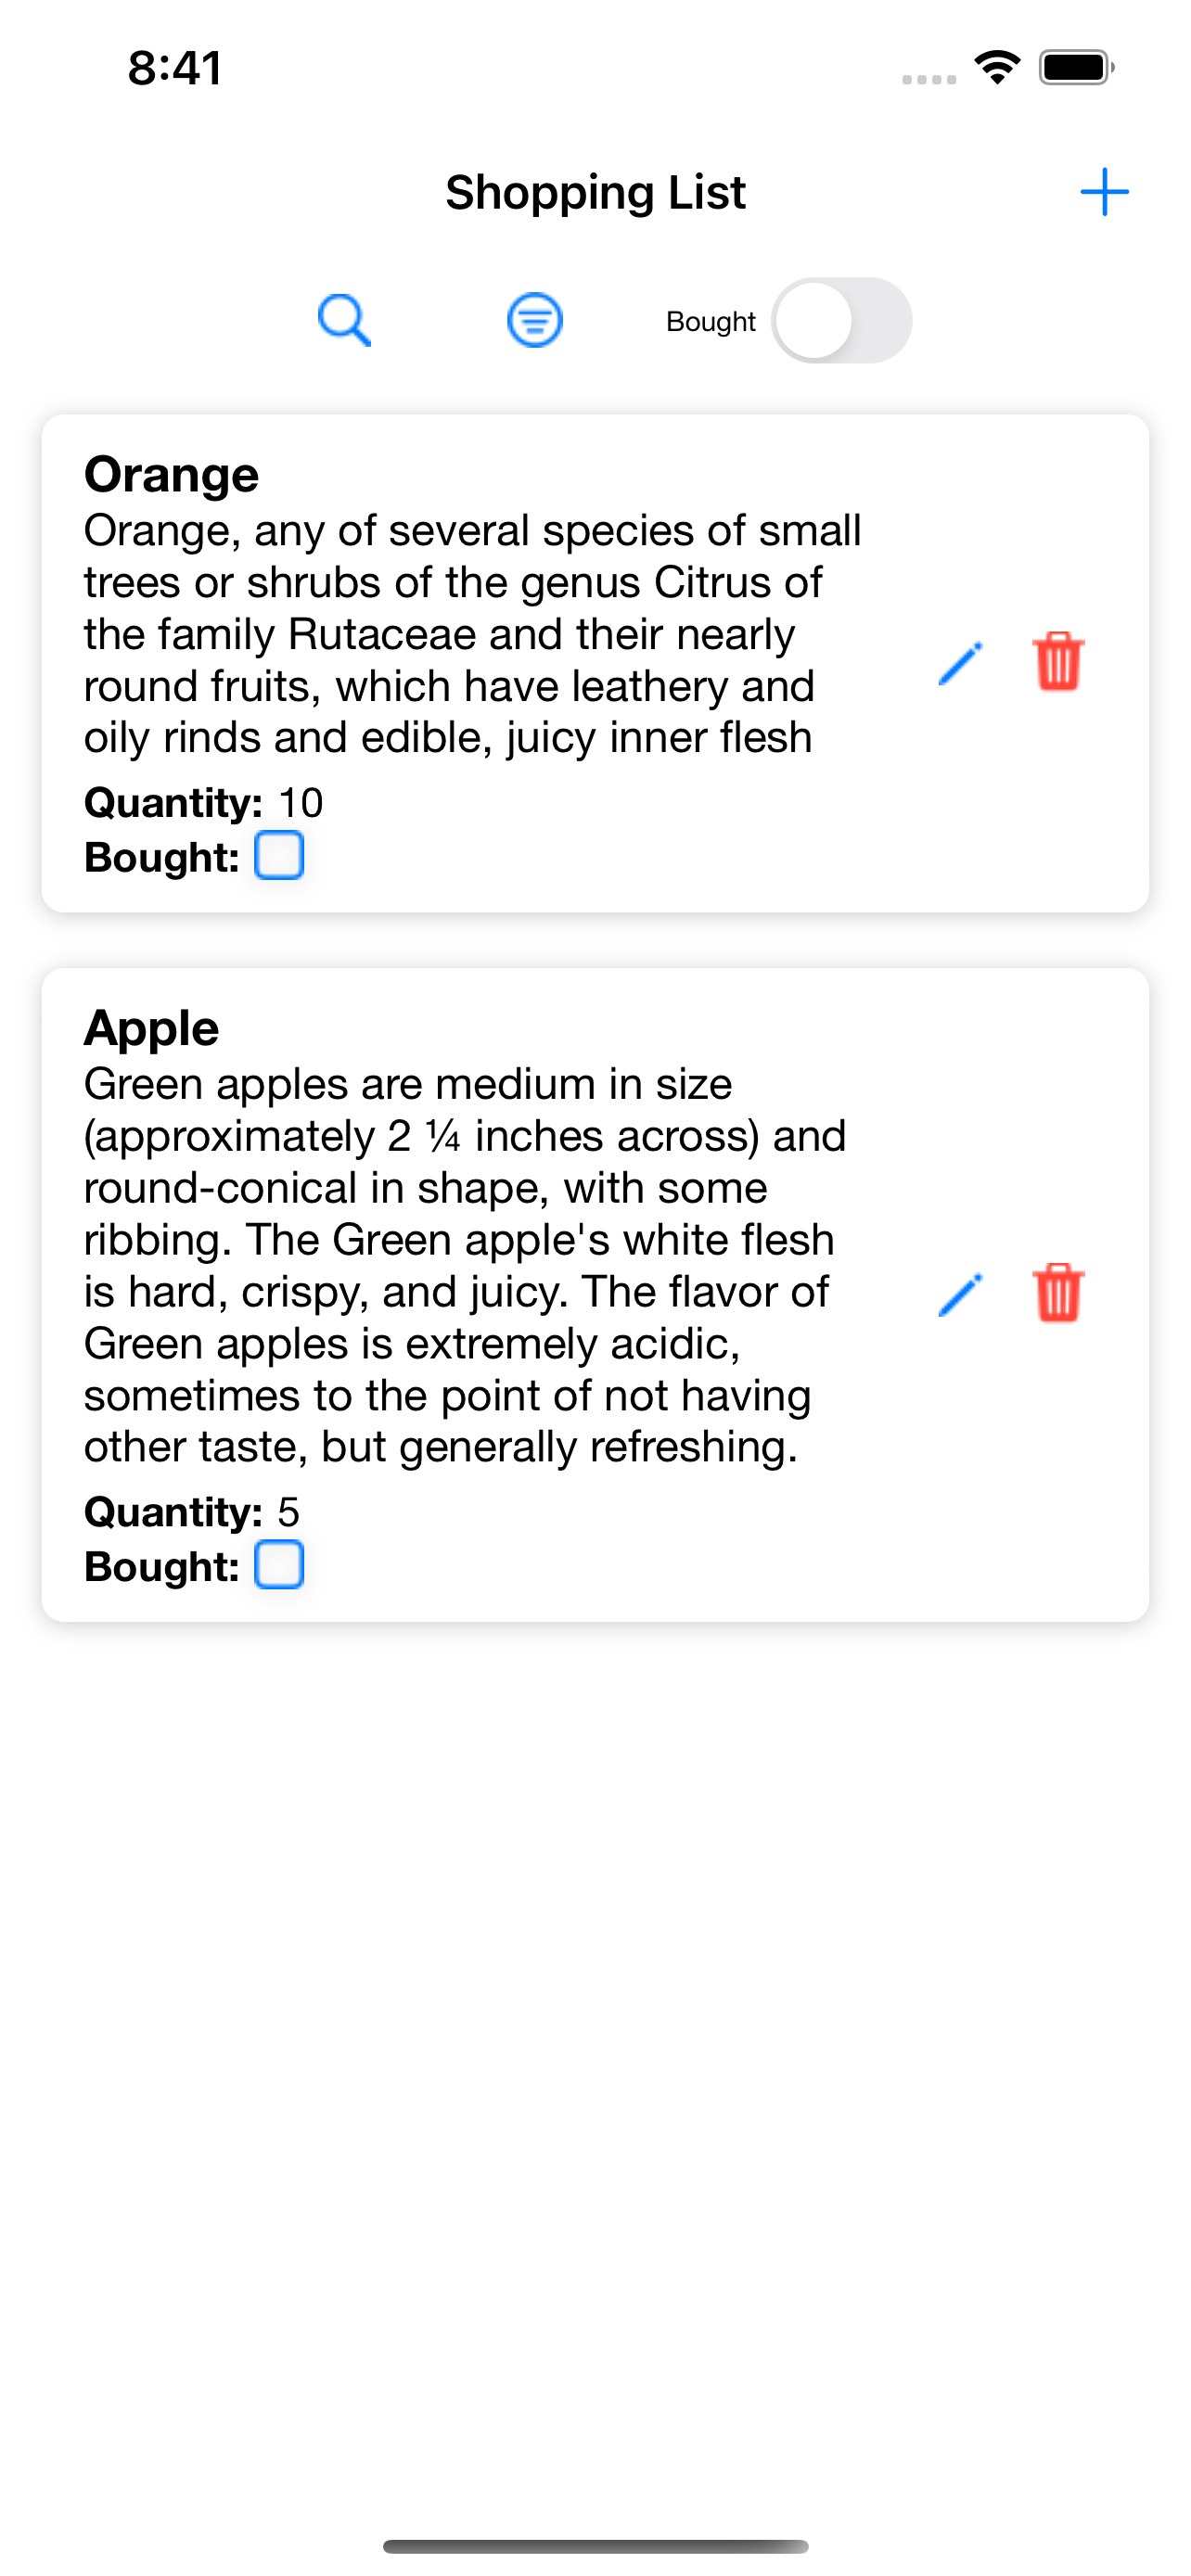 8:41
Shopping List
Bought
Orange
Orange, any of several species of small
trees or shrubs of the genus Citrus of
the family Rutaceae and their nearly
round fruits, which have leathery and
oily rinds and edible, juicy inner flesh
Quantity: 10
Bought:
Apple
Green apples are medium in size
(approximately 2 ¼ inches across) and
round-conical in shape, with some
ribbing. The Green apple's white flesh
is hard, crispy, and juicy. The flavor of
Green apples is extremely acidic,
sometimes to the point of not having
other taste, but generally refreshing.
Quantity: 5
Bought: